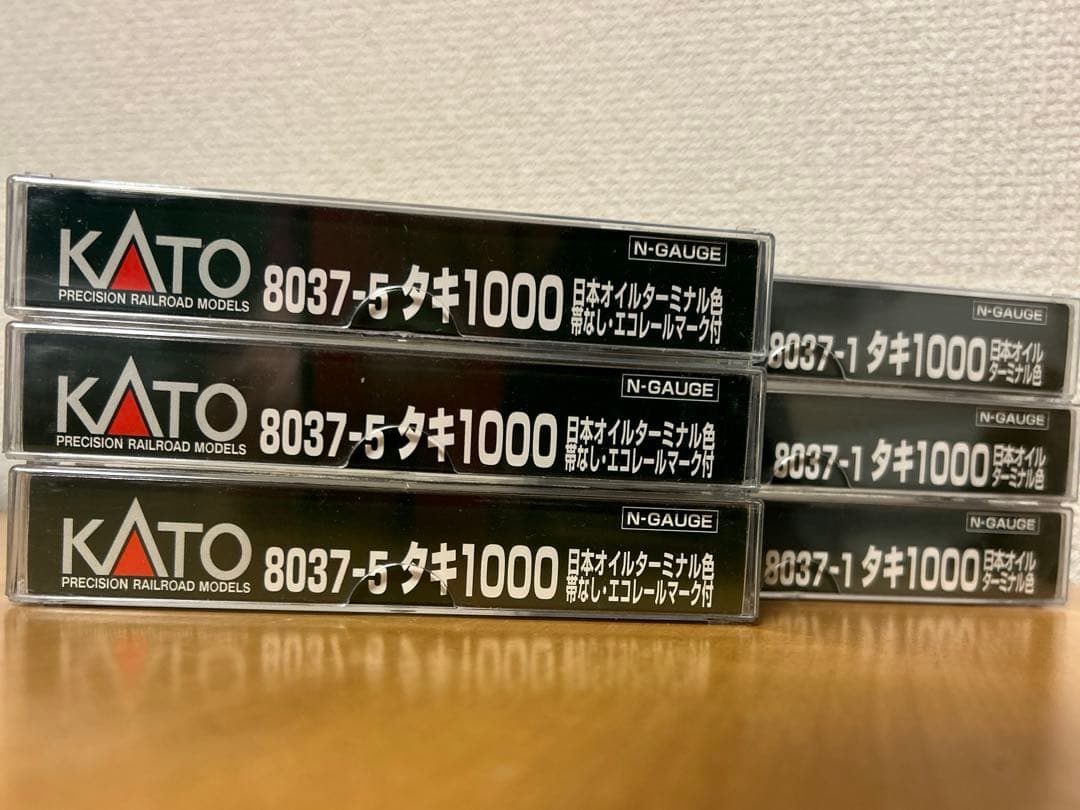 KATO
PRECISION RAILROAD MODELS
8037-5 タキ1000
日本オイルターミナル色
帯なし・エコレールマーク付
N-GAUGE
KATO
PRECISION RAILROAD MODELS
8037-5 タキ1000
日本オイルターミナル色
帯なし・エコレールマーク付
N-GAUGE
KATO
PRECISION RAILROAD MODELS
8037-5 タキ1000
日本オイルターミナル色
帯なし・エコレールマーク付
N-GAUGE
N-GAUGE
8037-1 タキ1000
日本オイル
ターミナル色
N-GAUGE
8037-1 タキ1000
日本オイル
ターミナル色
N-GAUGE
8037-1 タキ1000
日本オイル
ターミナル色